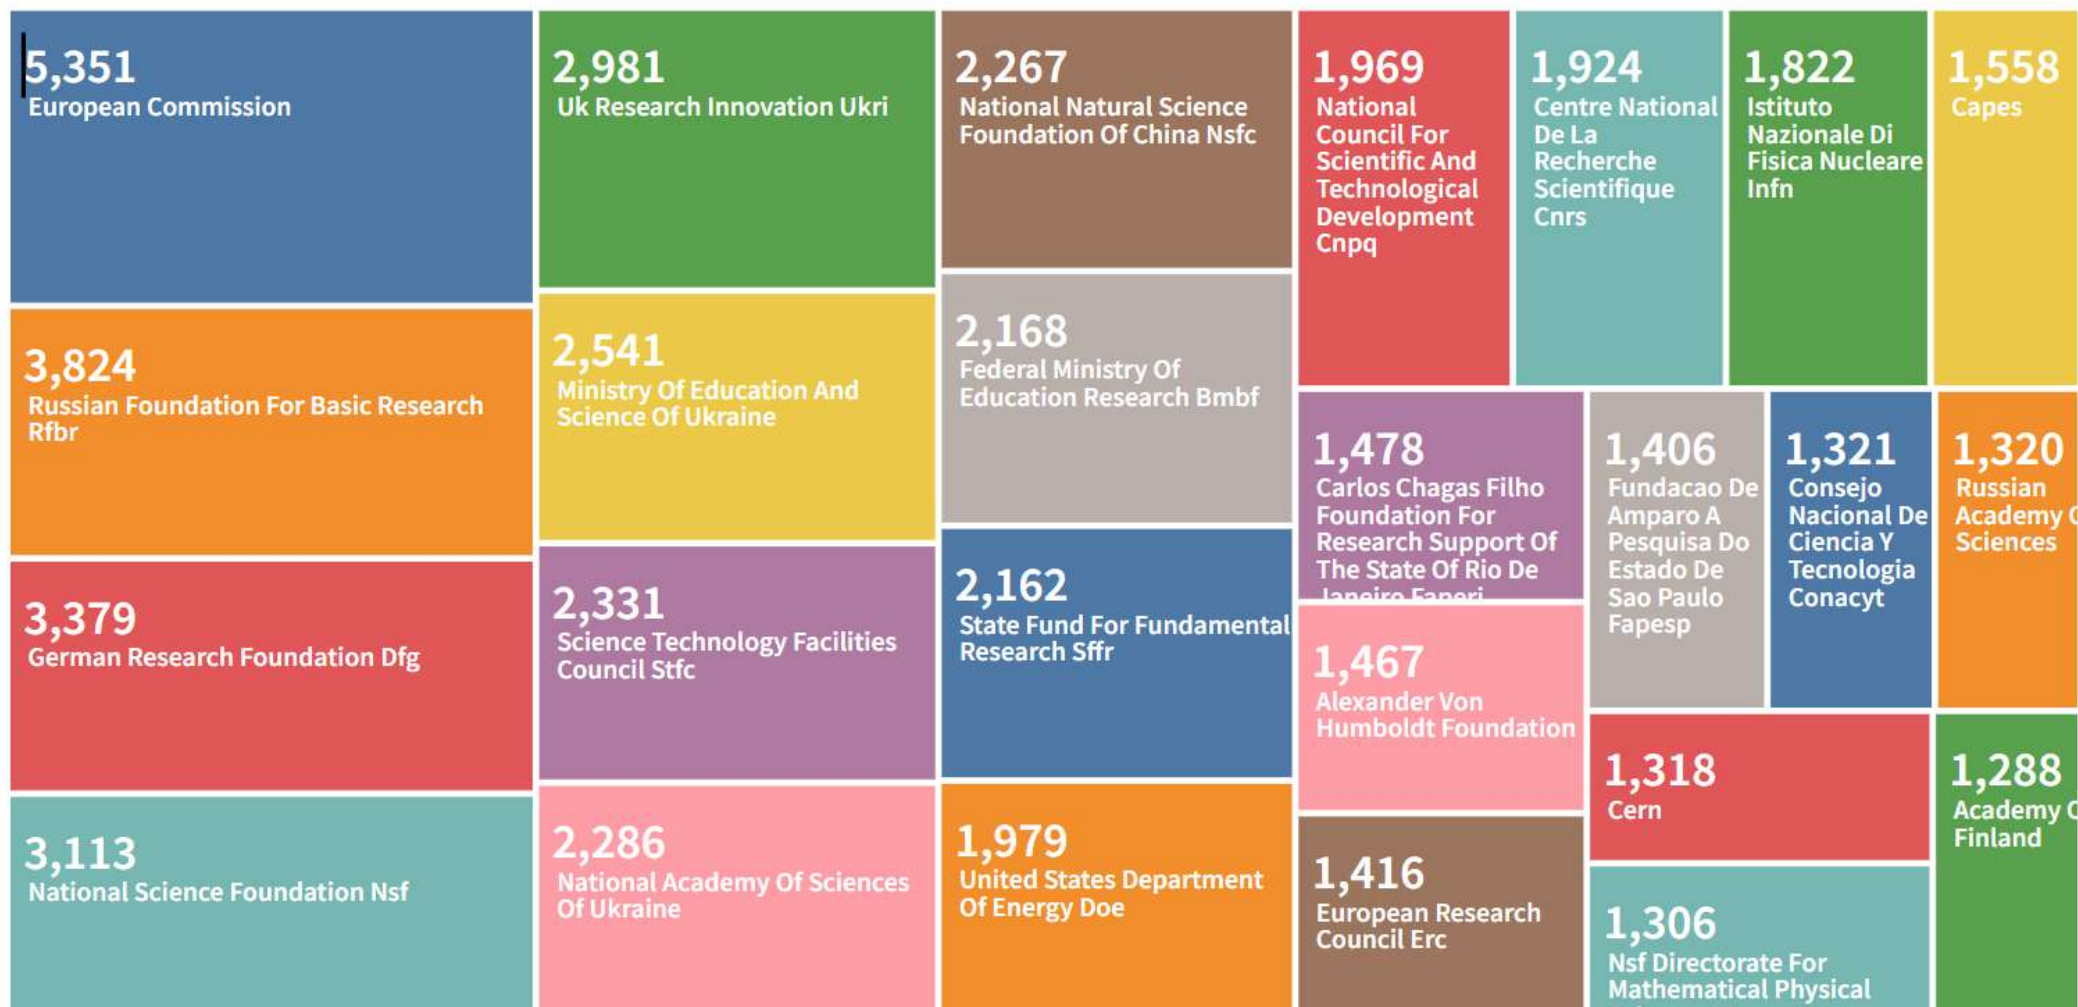 5,351
European Commission
3,824
Russian Foundation For Basic Research
Rfbr
3,379
German Research Foundation Dfg
3,113
National Science Foundation Nsf
2,981
Uk Research Innovation Ukri
2,541
Ministry Of Education And
Science Of Ukraine
2,331
Science Technology Facilities
Council Stfc
2,286
National Academy Of Sciences
Of Ukraine
2,267
National Natural Science
Foundation Of China Nsfc
2,168
Federal Ministry Of
Education Research Bmbf
2,162
State Fund For Fundamental
Research Sffr
1,979
United States Department
Of Energy Doe
1,969
National
Council For
Scientific And
Technological
Development
Cnpq
1,924
Centre National
De La
Recherche
Scientifique
Cnrs
1,822
Istituto
Nazionale Di
Fisica Nucleare
Infn
1,558
Capes
1,478
Carlos Chagas Filho
Foundation For
Research Support Of
The State Of Rio De
Janeiro Faperj
1,467
Alexander Von
Humboldt Foundation
1,416
European Research
Council Erc
1,406
Fundacao De
Amparo A
Pesquisa Do
Estado De
Sao Paulo
Fapesp
1,321
Consejo
Nacional De
Ciencia Y
Tecnologia
Conacyt
1,320
Russian
Academy
Sciences
1,318
Cern
1,306
Nsf Directorate For
Mathematical Physical
1,288
Academy
Finland